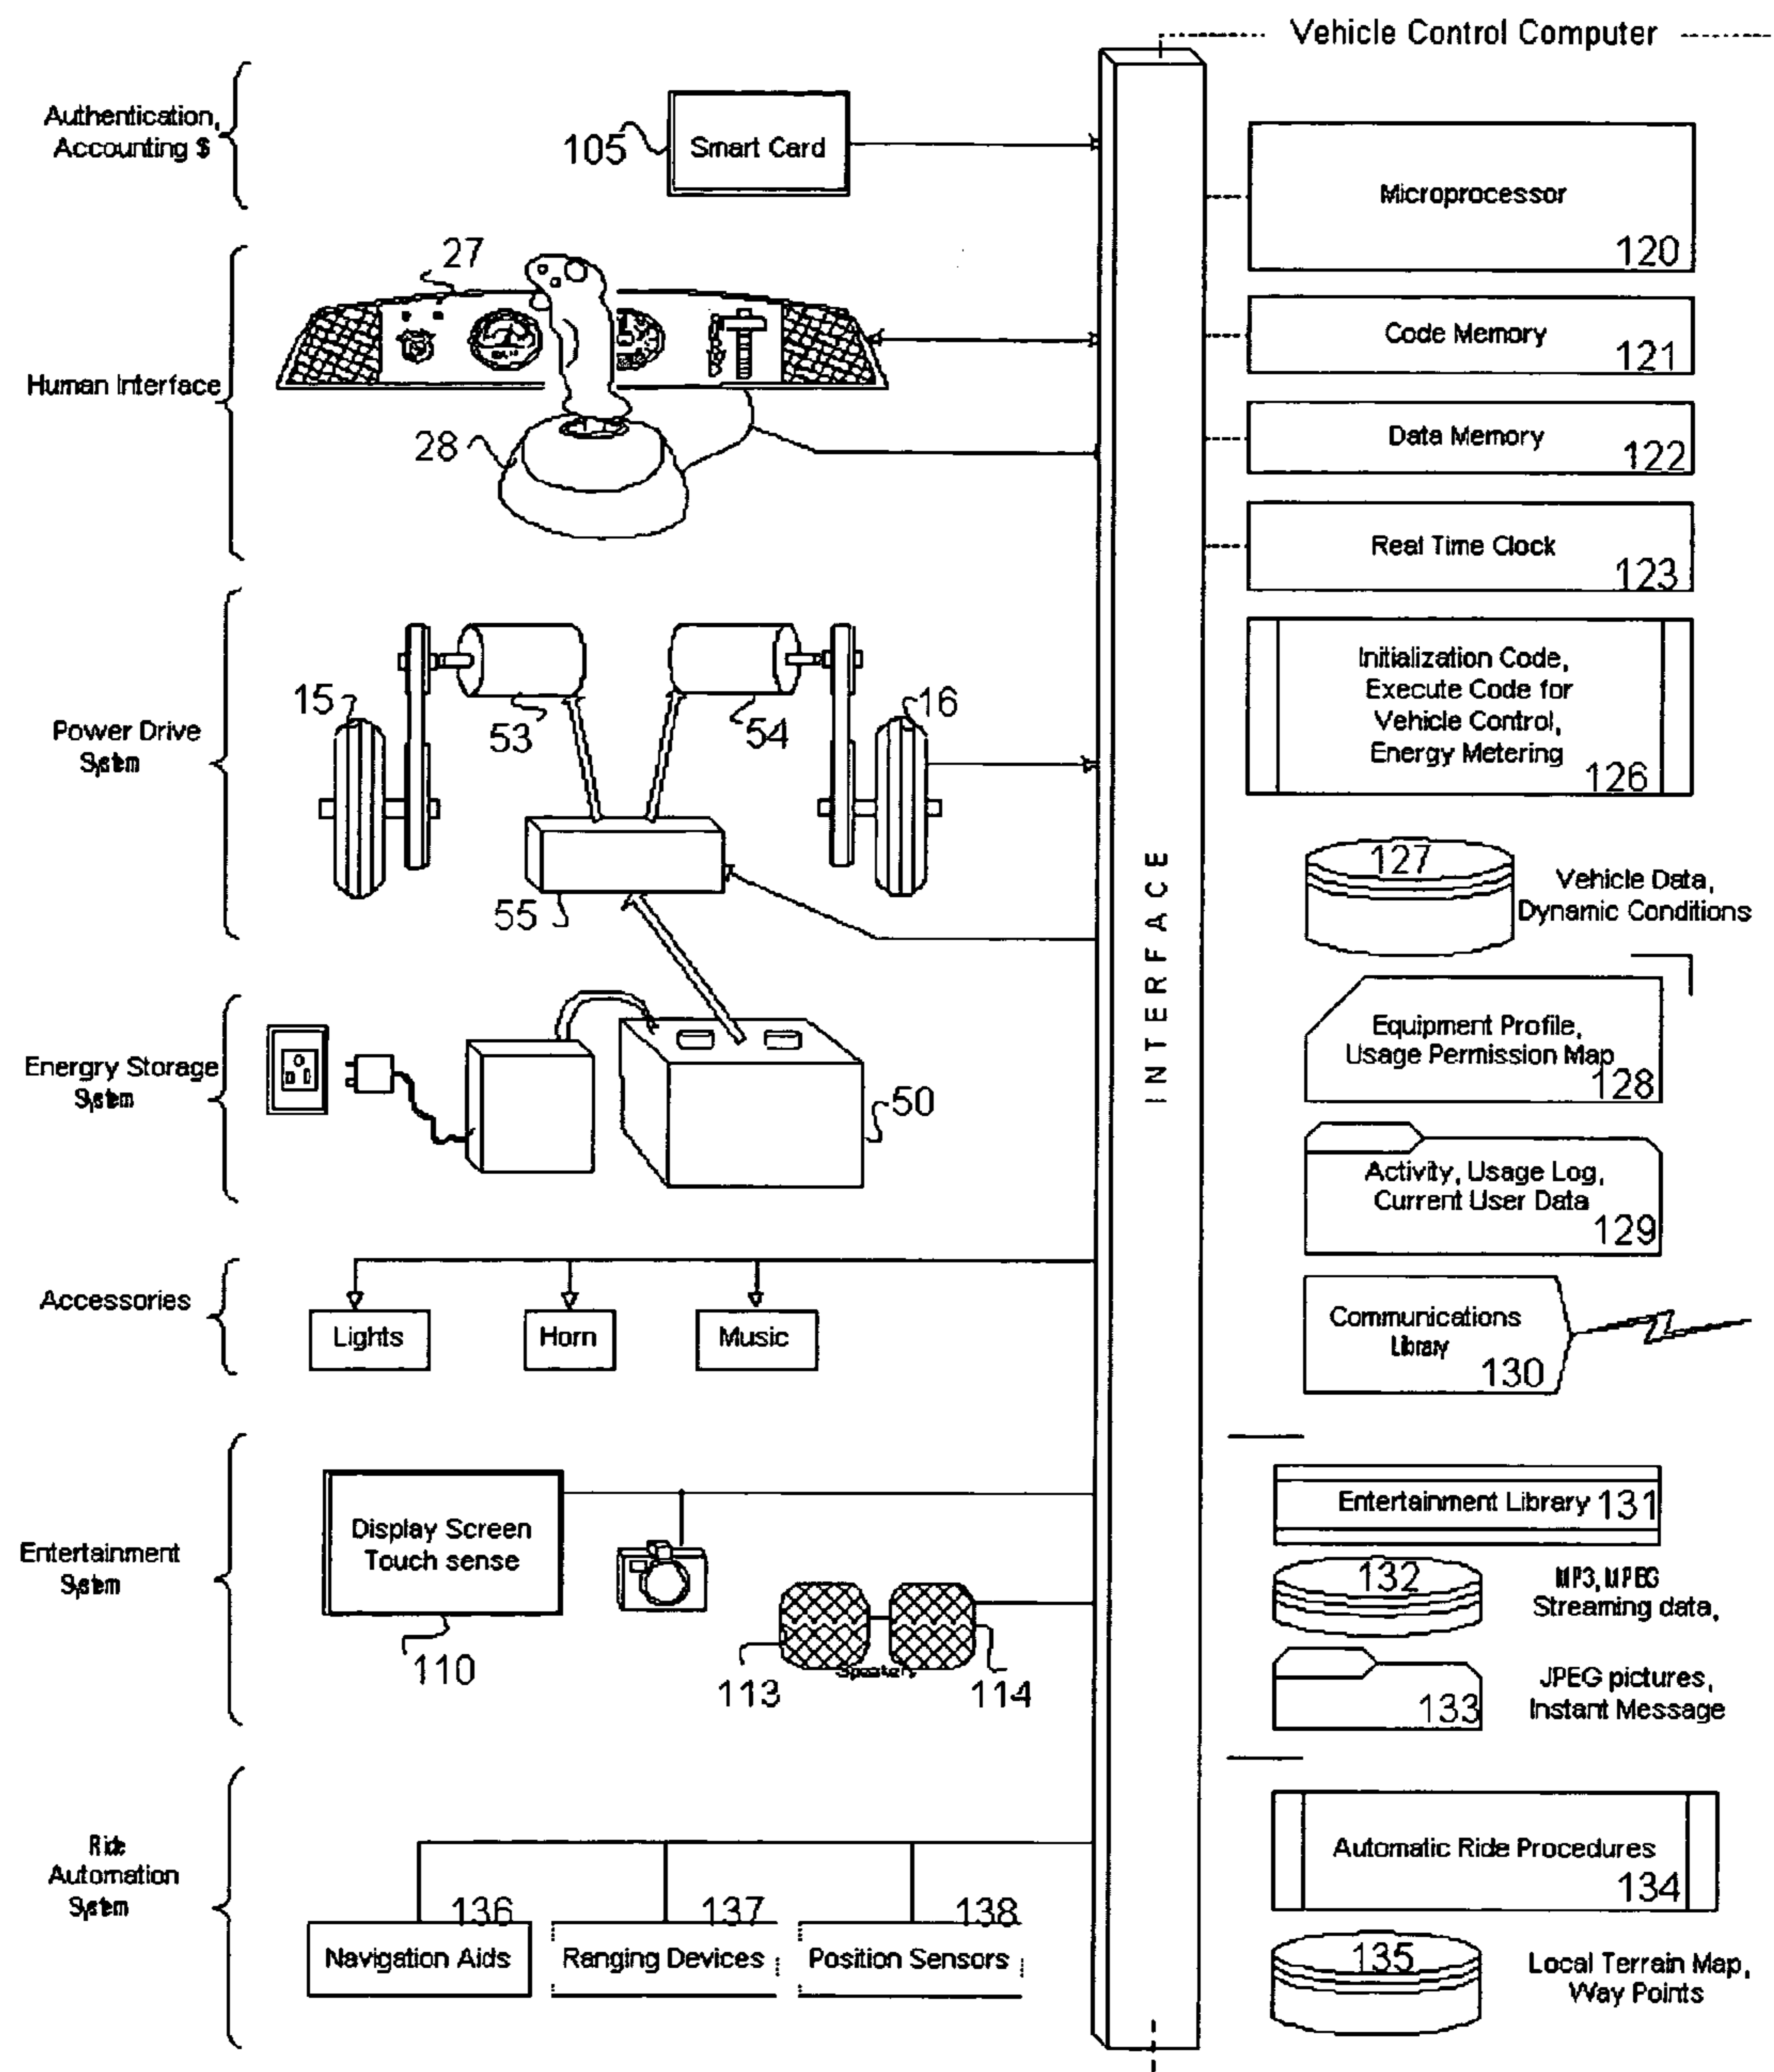 Vehicle Control Computer
Authentication,
Accounting $
105
Smart Card
Microprocessor
120
27
Human Interface
28
Code Memory
121
Data Memory
122
Real Time Clock
123
Power Drive
System
15
53
54
16
55
Initialization Code,
Execute Code for
Vehicle Control,
Energy Metering
126
INTERFACE
127
Vehicle Data,
Dynamic Conditions
Energry Storage
System
50
Equipment Profile,
Usage Permission Map
128
Activity, Usage Log,
Current User Data
129
Accessories
Lights
Horn
Music
Communications
Library
130
Entertainment
System
Display Screen
Touch sense
110
113
Speakers
114
Entertainment Library 131
132
MP3, MPEG
Streaming data,
133
JPEG pictures,
Instant Message
Ride
Automation
System
136
Navigation Aids
137
Ranging Devices
138
Position Sensors
Automatic Ride Procedures
134
135
Local Terrain Map,
Way Points